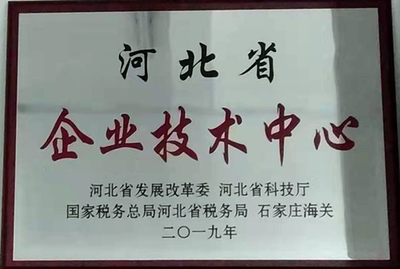 河北省
企业技术中心
河北省发展改革委 河北省科技厅
国家税务总局河北省税务局 石家庄海关
二〇一九年